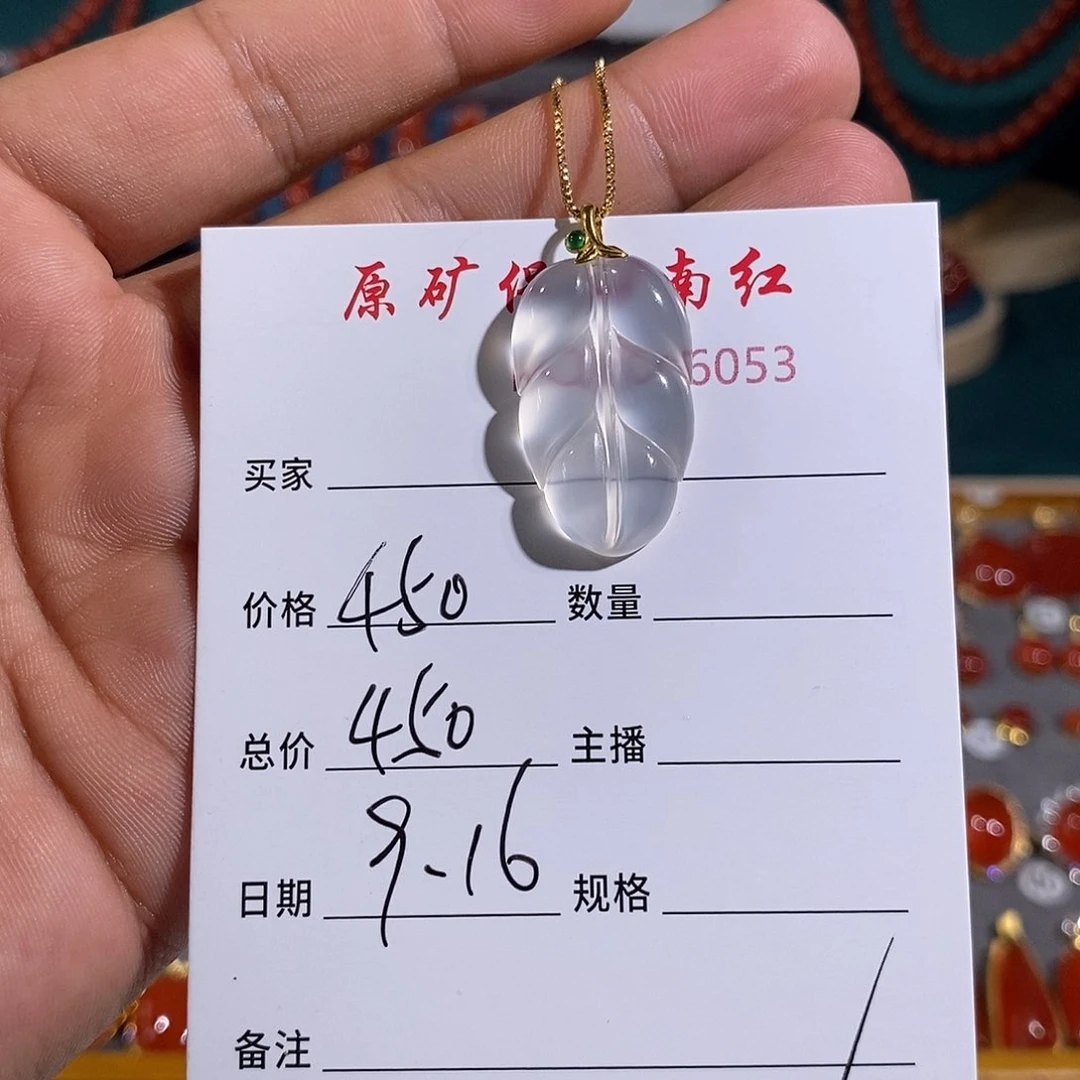 原矿 南红
6053
买家
价格 450 数量
总价 450 主播
日期 9-16 规格
备注